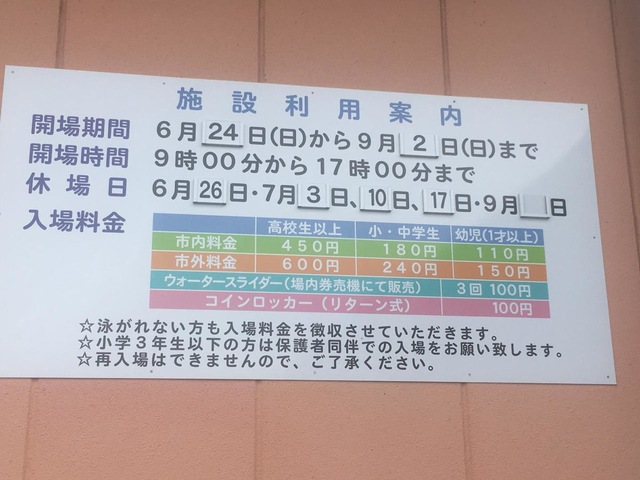 施設利用案内
開場期間 6月24日(日)から9月2日(日)まで
開場時間 9時00分から17時00分まで
休場日 6月26日・7月3日、10日、17日・9月 日
入場料金
高校生以上 小・中学生 幼児(1才以上)
市内料金 450円 180円 110円
市外料金 600円 240円 150円
ウォータースライダー(場内券売機にて販売) 3回 100円
コインロッカー(リターン式) 100円
☆泳がれない方も入場料金を徴収させていただきます。
☆小学3年生以下の方は保護者同伴での入場をお願い致します。
☆再入場はできませんので、ご了承ください。